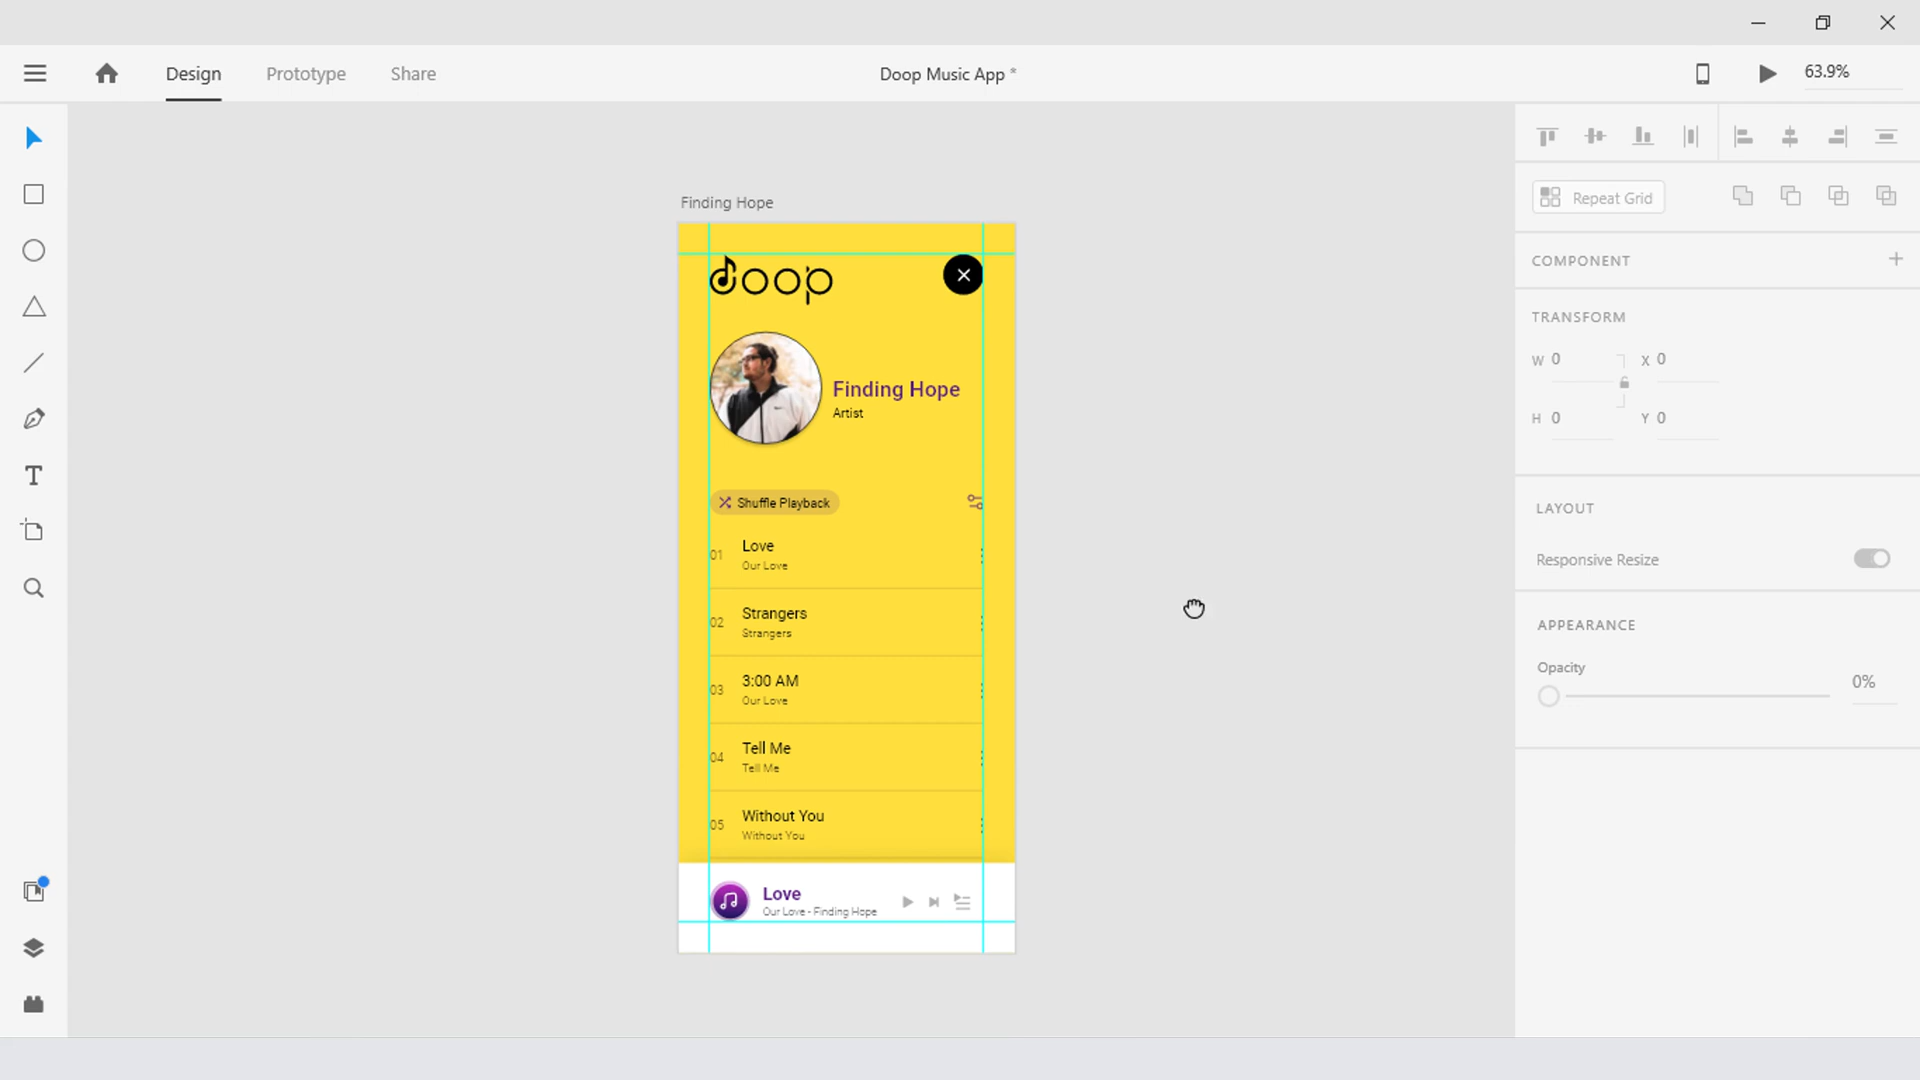 Design Prototype Share Doop Music App * 63.9%
Repeat Grid
COMPONENT
TRANSFORM
W 0 X 0
H 0 Y 0
LAYOUT
Responsive Resize
APPEARANCE
Opacity
0%
Finding Hope
doop
Finding Hope
Artist
Shuffle Playback
01 Love
Our Love
02 Strangers
Strangers
03 3:00 AM
Our Love
04 Tell Me
Tell Me
05 Without You
Without You
Love
Our Love - Finding Hope